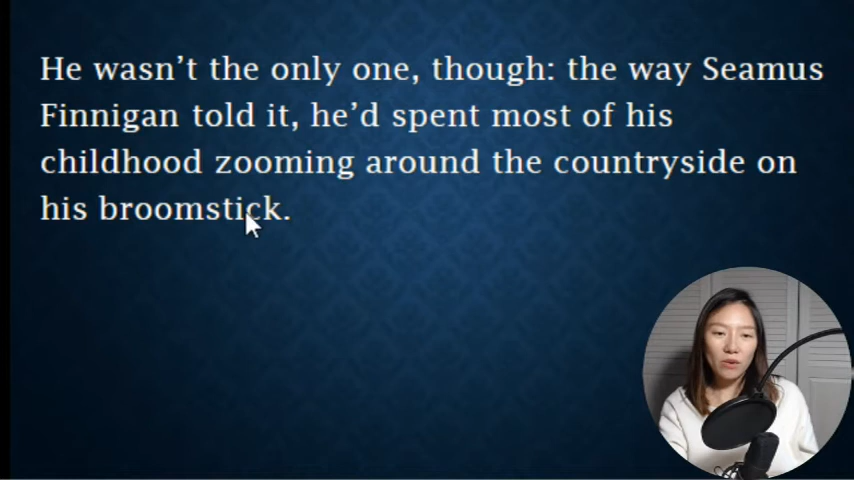 He wasn’t the only one, though: the way Seamus
Finnigan told it, he’d spent most of his
childhood zooming around the countryside on
his broomstick.